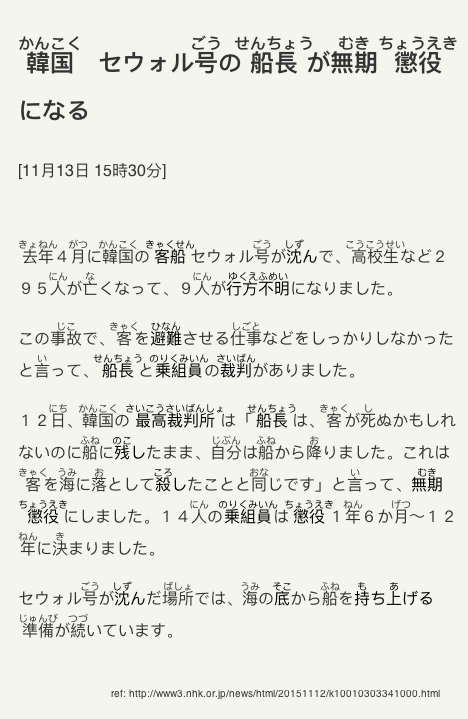 韓国　セウォル号の船長が無期懲役
になる
[11月13日 15時30分]
去年４月に韓国の客船セウォル号が沈んで、高校生など２
９５人が亡くなって、９人が行方不明になりました。
この事故で、客を避難させる仕事などをしっかりしなかった
と言って、船長と乗組員の裁判がありました。
１２日、韓国の最高裁判所は「船長は、客が死ぬかもしれ
ないのに船に残したまま、自分は船から降りました。これは
客を海に落として殺したことと同じです」と言って、無期
懲役にしました。１４人の乗組員は懲役１年６か月～１２
年に決まりました。
セウォル号が沈んだ場所では、海の底から船を持ち上げる
準備が続いています。
ref: http://www3.nhk.or.jp/news/html/20151112/k10010303341000.html